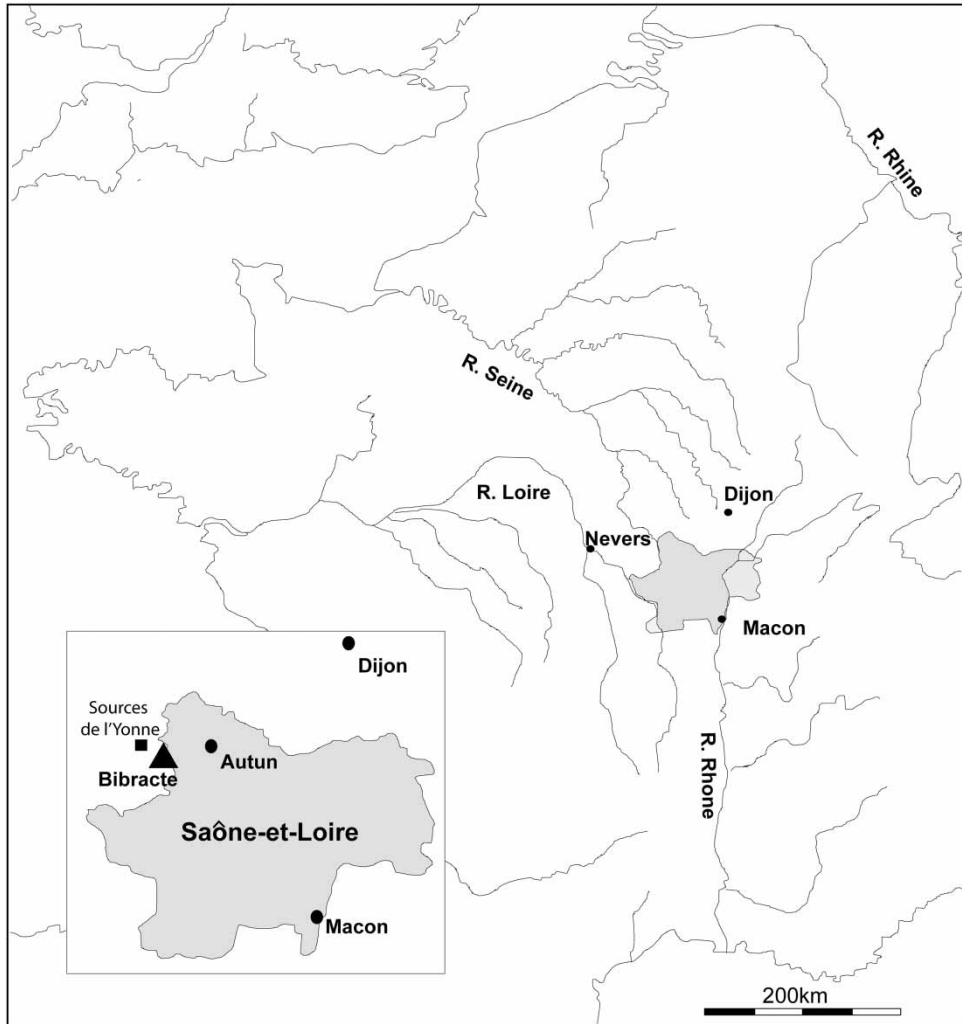 R. Rhine
R. Seine
R. Loire
Dijon
Nevers
Macon
R. Rhone
Dijon
Sources
de l'Yonne
Bibracte
Autun
Saône-et-Loire
Macon
200km